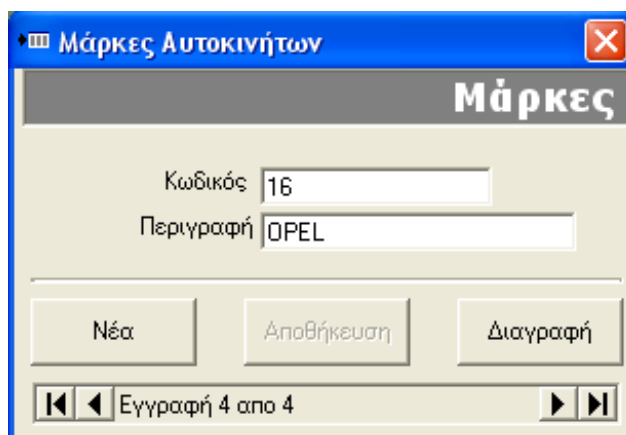 Μάρκες Αυτοκινήτων
Μάρκες
Κωδικός 16
Περιγραφή OPEL
Νέα Αποθήκευση Διαγραφή
Εγγραφή 4 απο 4